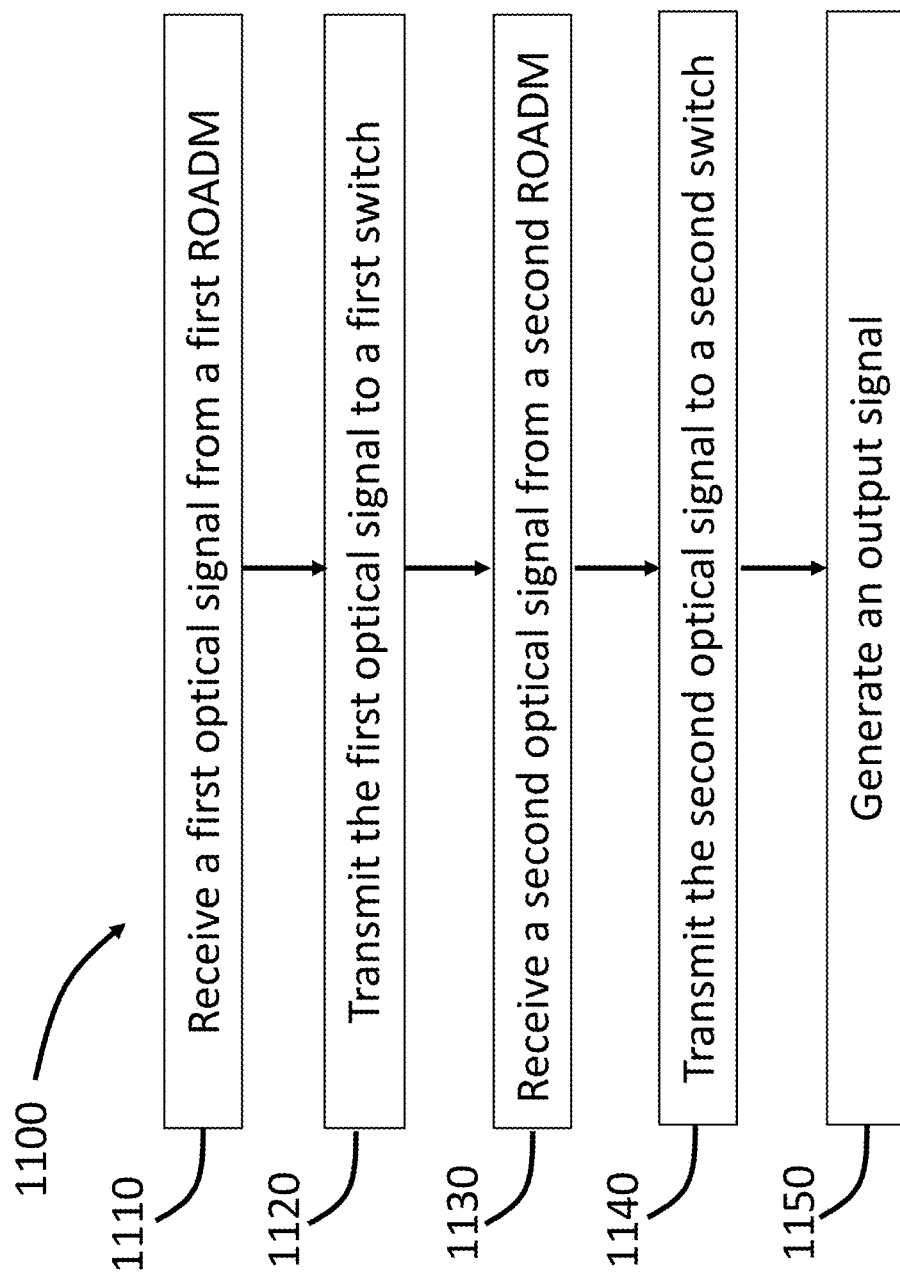 1100
1110
Receive a first optical signal from a first ROADM
1120
Transmit the first optical signal to a first switch
1130
Receive a second optical signal from a second ROADM
1140
Transmit the second optical signal to a second switch
1150
Generate an output signal